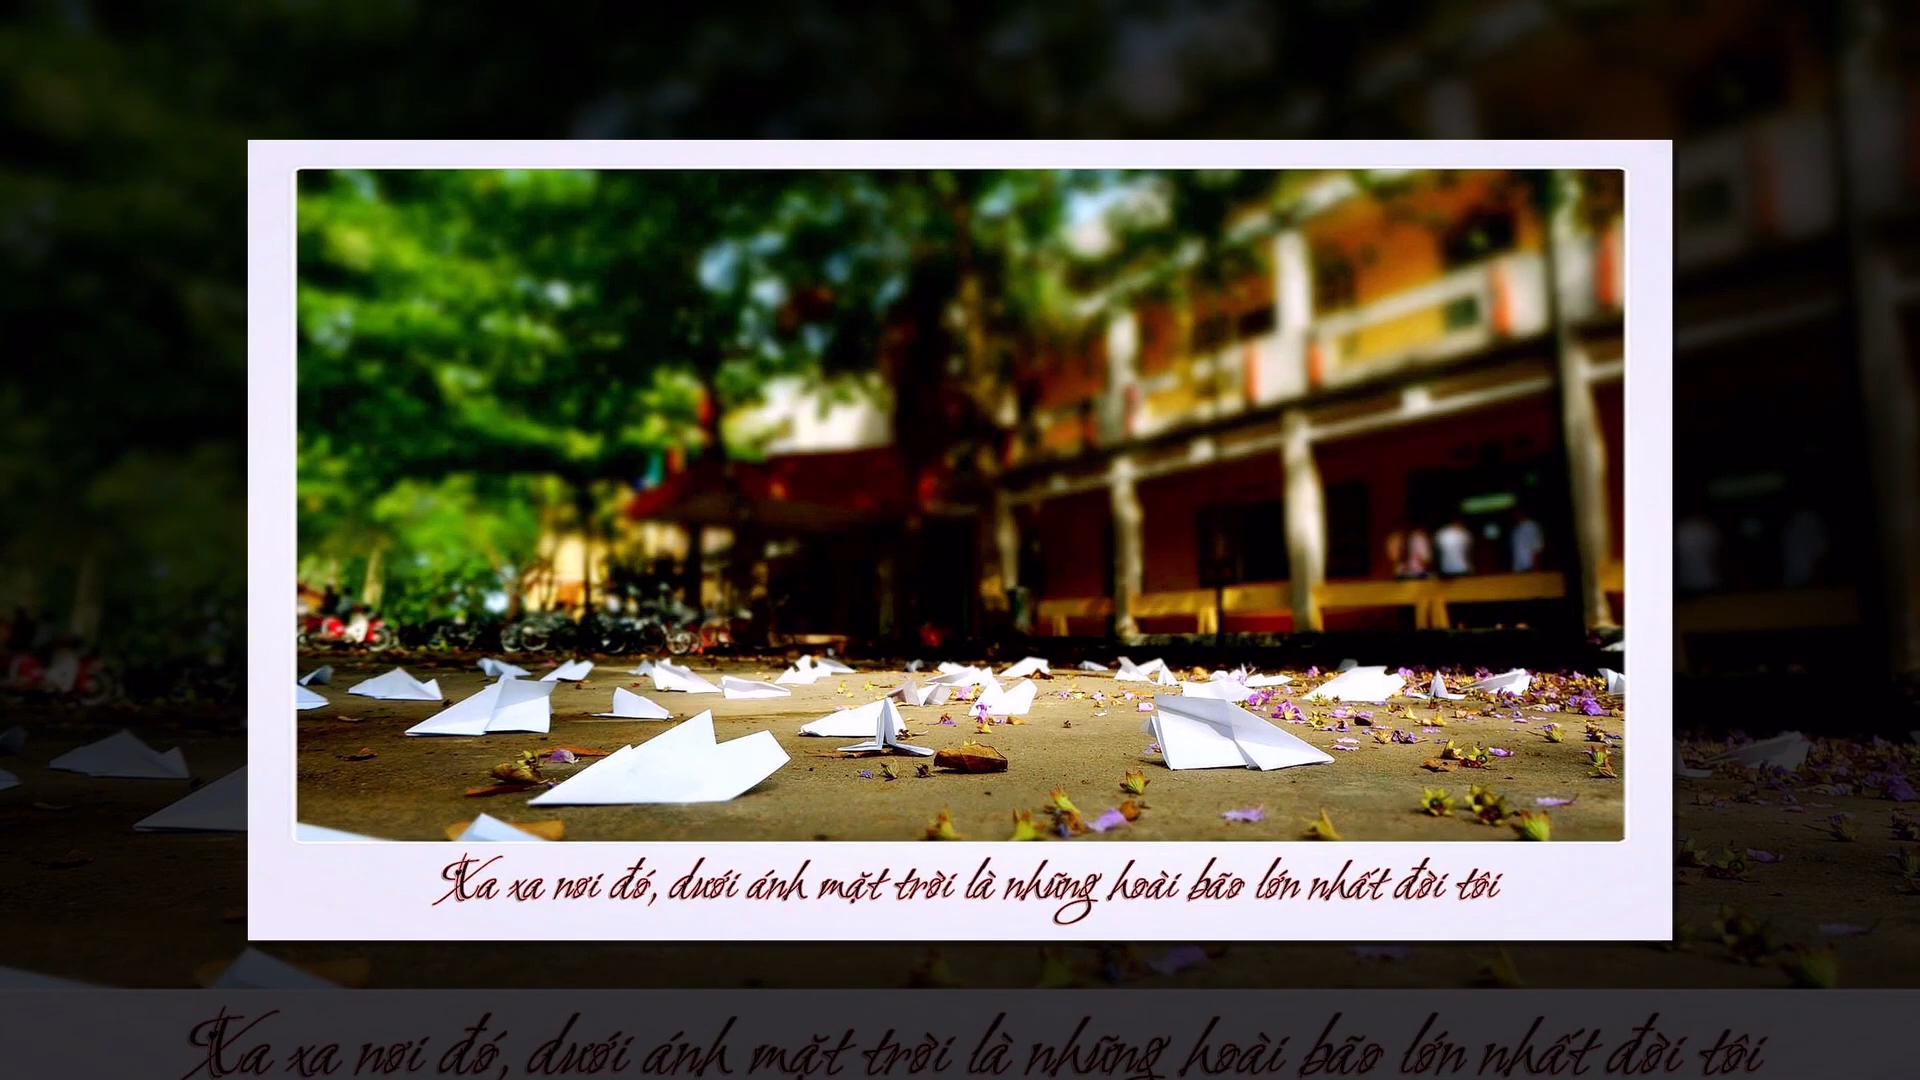 Xa xa nơi đó, dưới ánh mặt trời là những hoài bão lớn nhất đời tôi
Xa xa nơi đó, dưới ánh mặt trời là những hoài bão lớn nhất đời tôi